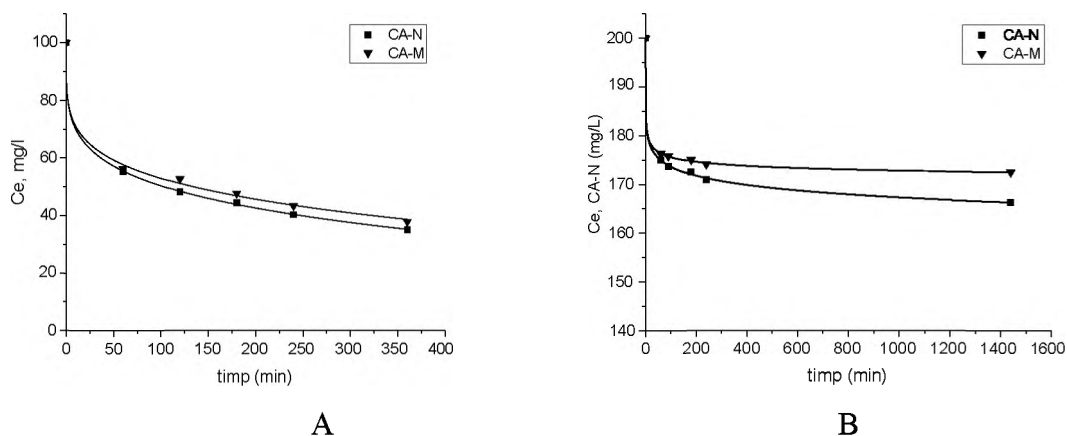 100
80
60
40
20
0
Ce, mg/l
0 50 100 150 200 250 300 350 400
timp (min)
CA-N
CA-M
A
200
190
180
170
160
150
140
Ce, CA-N (mg/L)
0 200 400 600 800 1000 1200 1400 1600
timp (min)
CA-N
CA-M
B